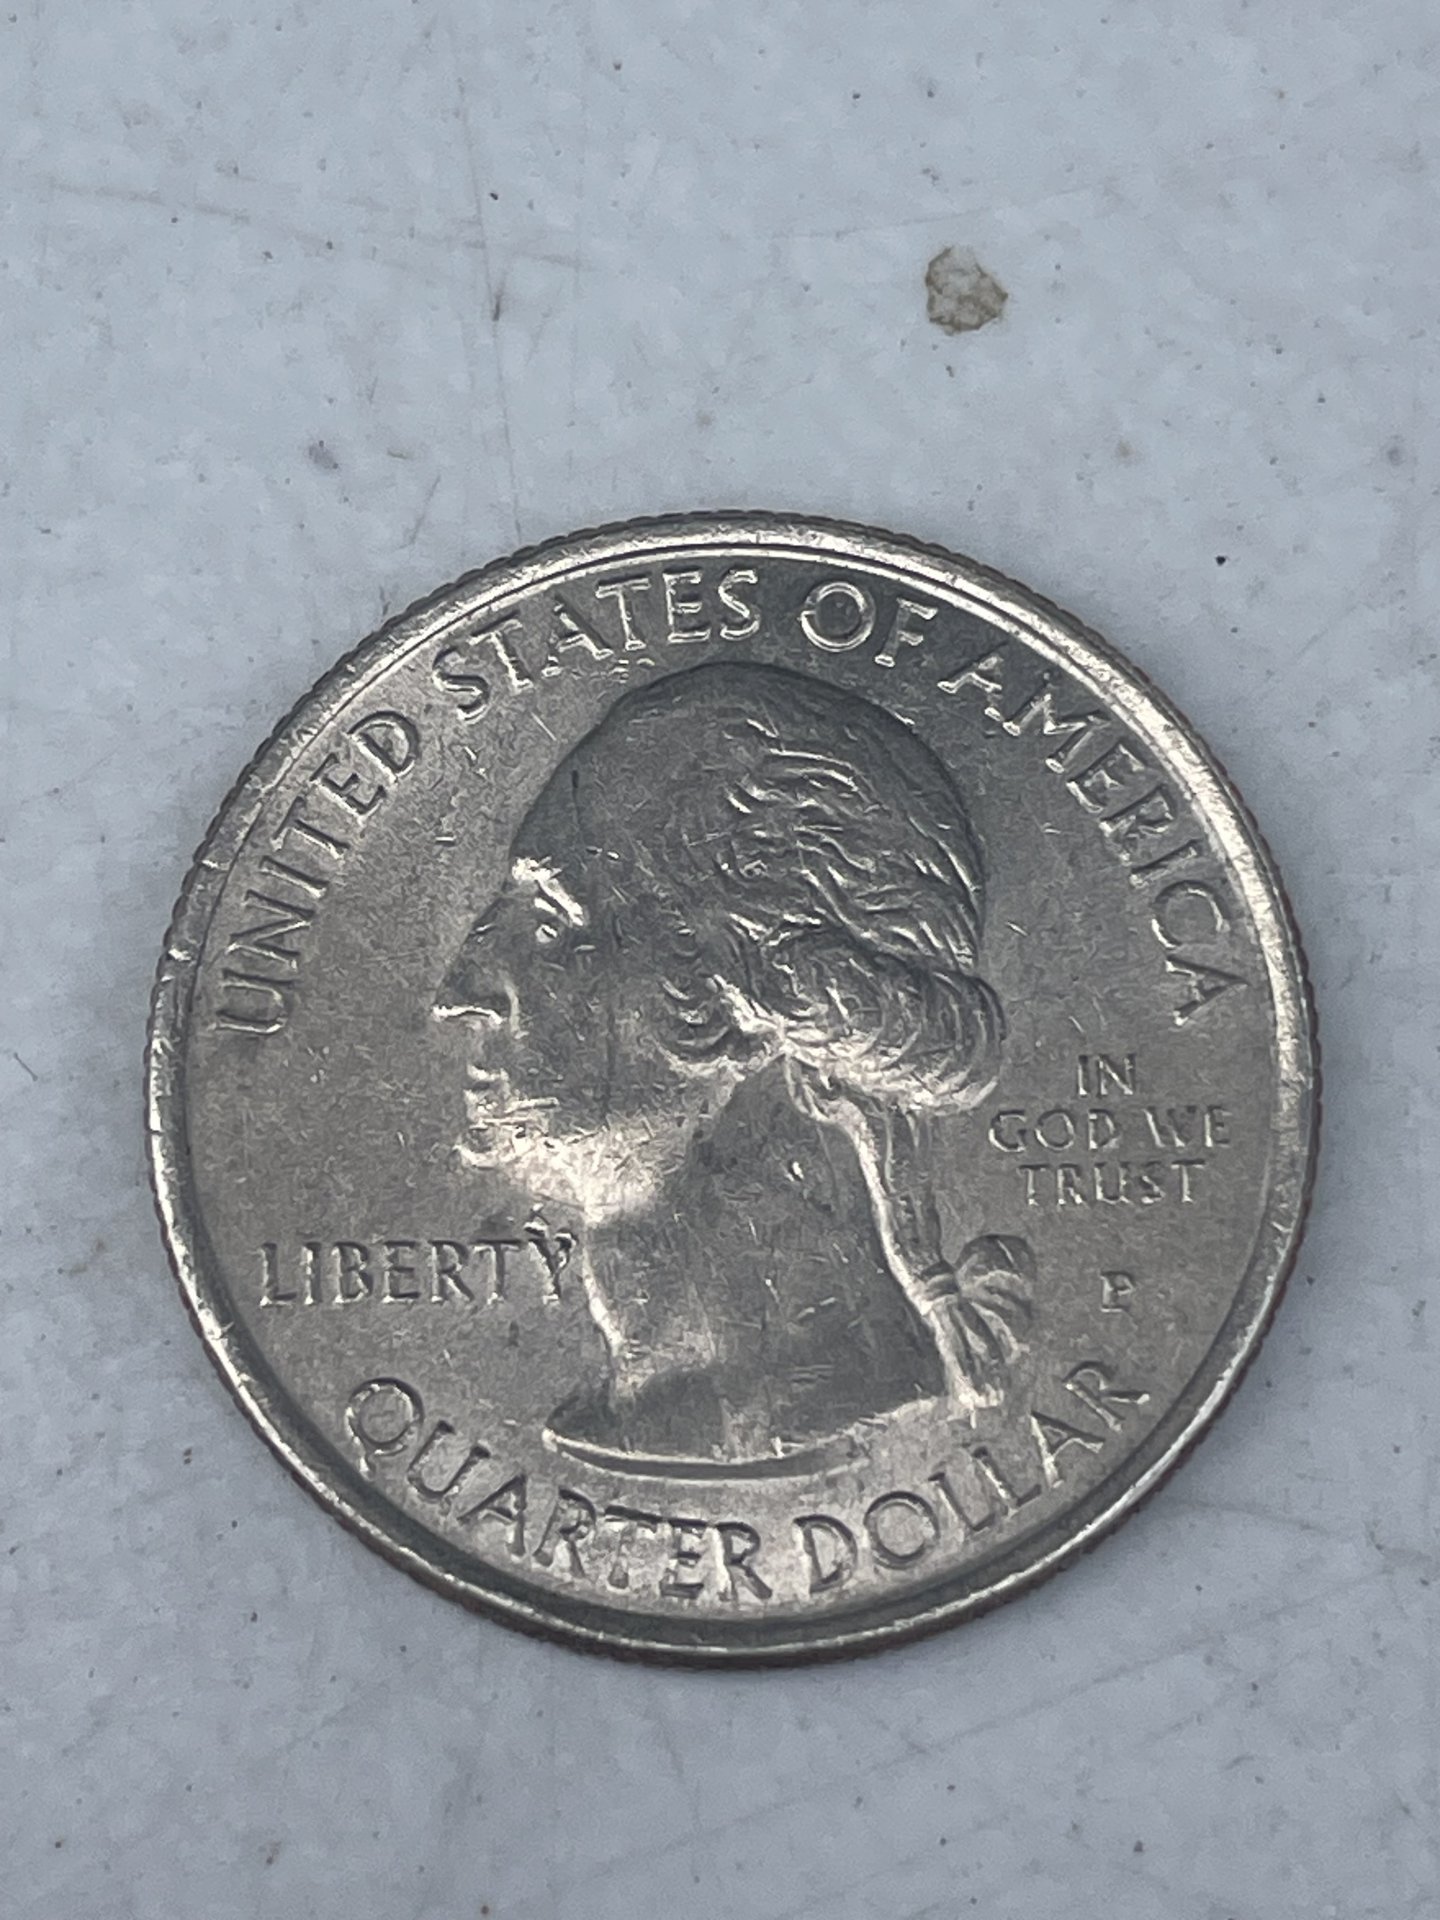 UNITED STATES OF AMERICA
LIBERTY
IN
GOD WE
TRUST
P
QUARTER DOLLAR